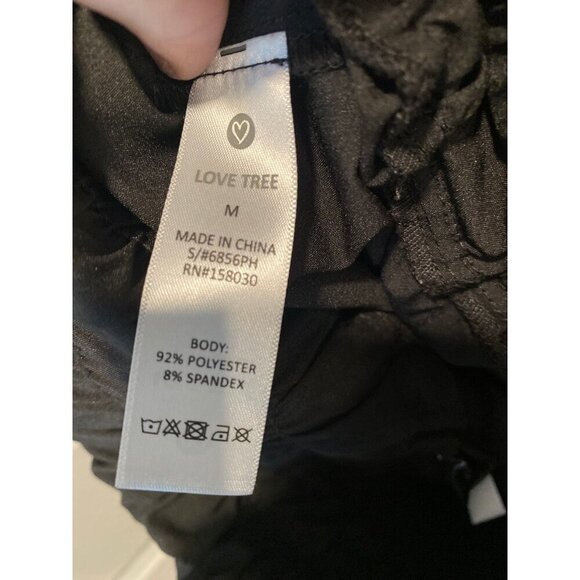 LOVE TREE
M
MADE IN CHINA
S/#6856PH
RN#158030
BODY:
92% POLYESTER
8% SPANDEX